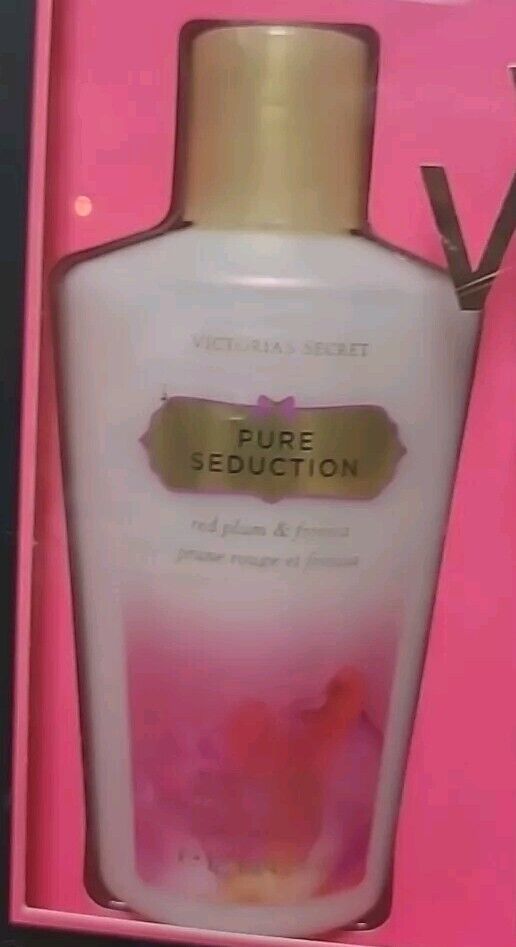 VICTORIA'S SECRET
PURE
SEDUCTION
red plum & freesia
prune rouge et freesia
V